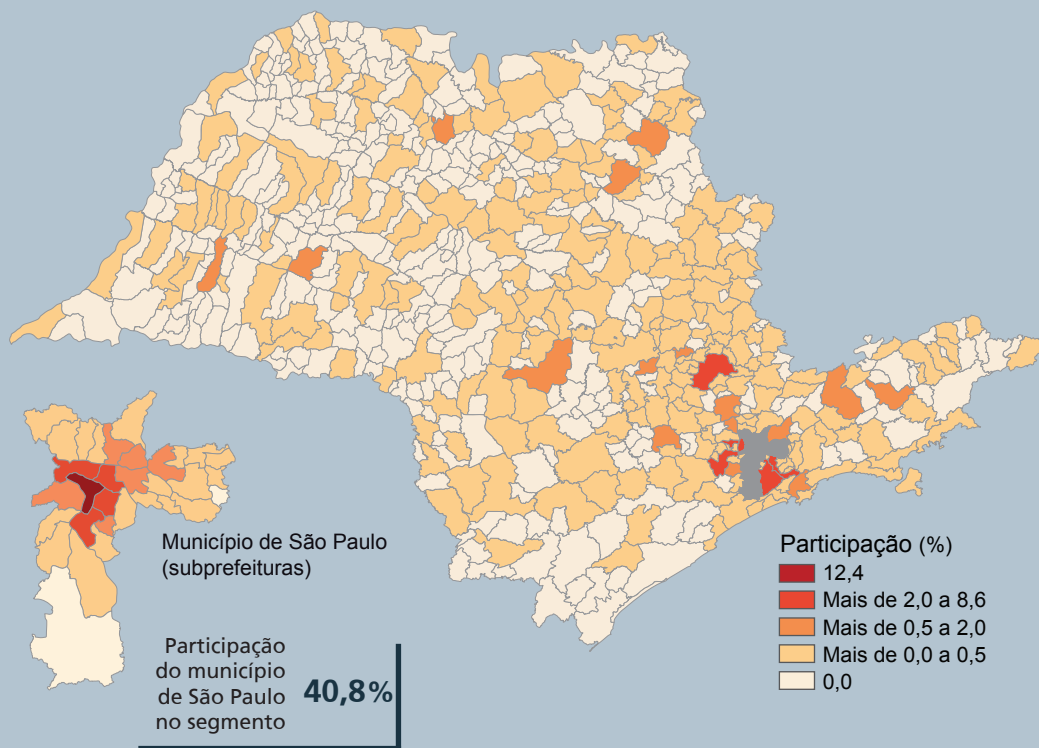 Município de São Paulo
(subprefeituras)
Participação
do município
de São Paulo
no segmento
40,8%
Participação (%)
12,4
Mais de 2,0 a 8,6
Mais de 0,5 a 2,0
Mais de 0,0 a 0,5
0,0